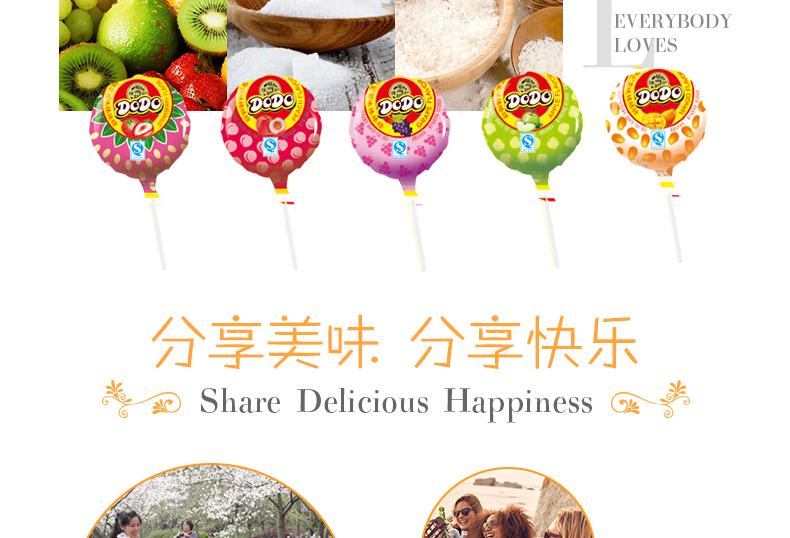 L
EVERYBODY
LOVES
DODO
DODO
DODO
DODO
DODO
分享美味 分享快乐
Share Delicious Happiness